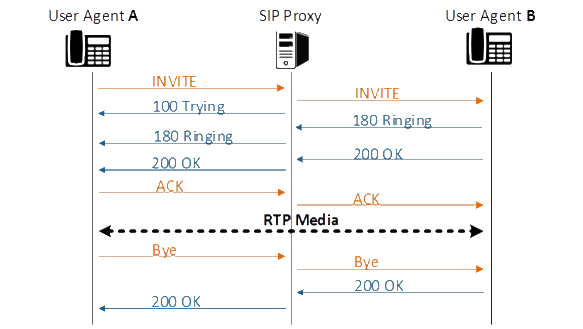 User Agent A
SIP Proxy
User Agent B
INVITE
INVITE
100 Trying
180 Ringing
180 Ringing
200 OK
200 OK
ACK
ACK
RTP Media
Bye
Bye
200 OK
200 OK